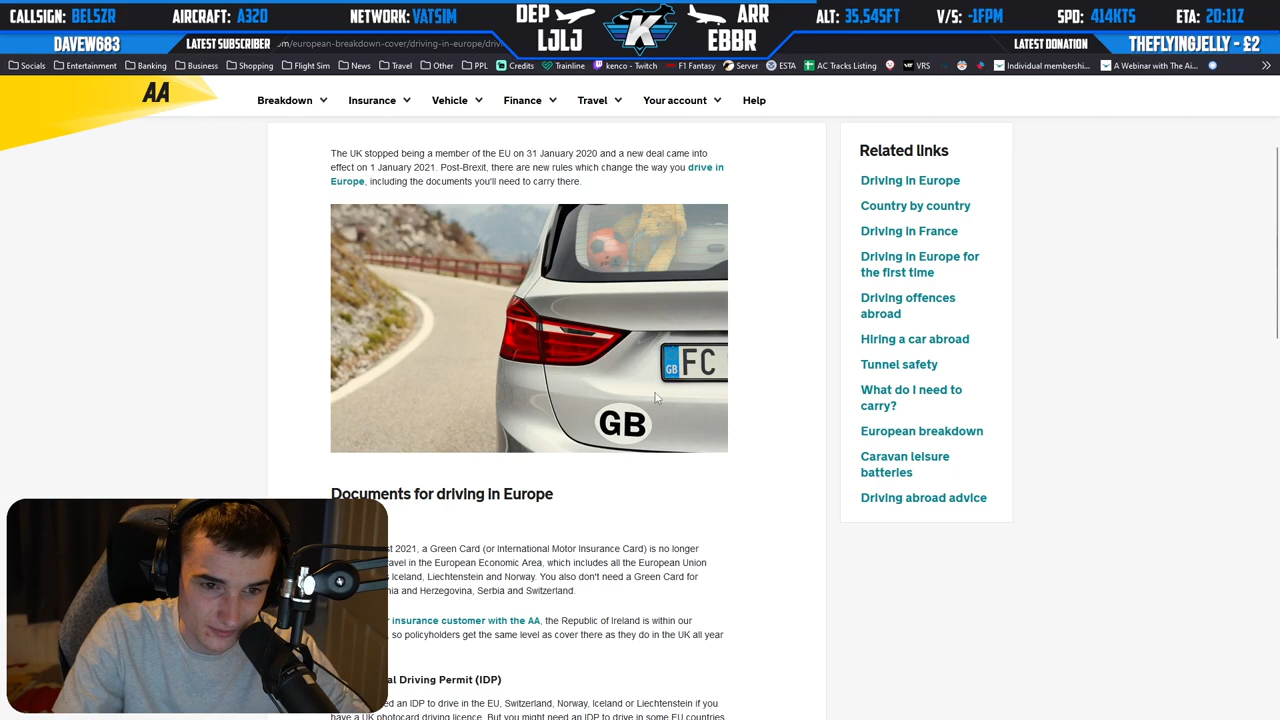 CALLSIGN: BEL5ZR AIRCRAFT: A320 NETWORK: VATSIM DEP ARR ALT: 35,545FT V/S: -1FPM SPD: 414KTS ETA: 20:11Z
LJLJ K EBBR
DAVEW683 LATEST SUBSCRIBER m/european-breakdown-cover/driving-in-europe/driv LATEST DONATION THEFLYINGJELLY - £2
Socials Entertainment Banking Business Shopping Flight Sim News Travel Other PPL Credits Trainline kenco - Twitch F1 Fantasy Server ESTA AC Tracks Listing VRS Individual membershi... A Webinar with The Ai...
AA
Breakdown Insurance Vehicle Finance Travel Your account Help
The UK stopped being a member of the EU on 31 January 2020 and a new deal came into
effect on 1 January 2021. Post-Brexit, there are new rules which change the way you drive in
Europe, including the documents you'll need to carry there.
GB FC
GB
Documents for driving in Europe
st 2021, a Green Card (or International Motor Insurance Card) is no longer
ravel in the European Economic Area, which includes all the European Union
s Iceland, Liechtenstein and Norway. You also don't need a Green Card for
nia and Herzegovina, Serbia and Switzerland.
r insurance customer with the AA, the Republic of Ireland is within our
, so policyholders get the same level as cover there as they do in the UK all year
al Driving Permit (IDP)
ed an IDP to drive in the EU, Switzerland, Norway, Iceland or Liechtenstein if you
have a UK photocard driving licence. But you might need an IDP to drive in some EU countries
Related links
Driving in Europe
Country by country
Driving in France
Driving in Europe for
the first time
Driving offences
abroad
Hiring a car abroad
Tunnel safety
What do I need to
carry?
European breakdown
Caravan leisure
batteries
Driving abroad advice